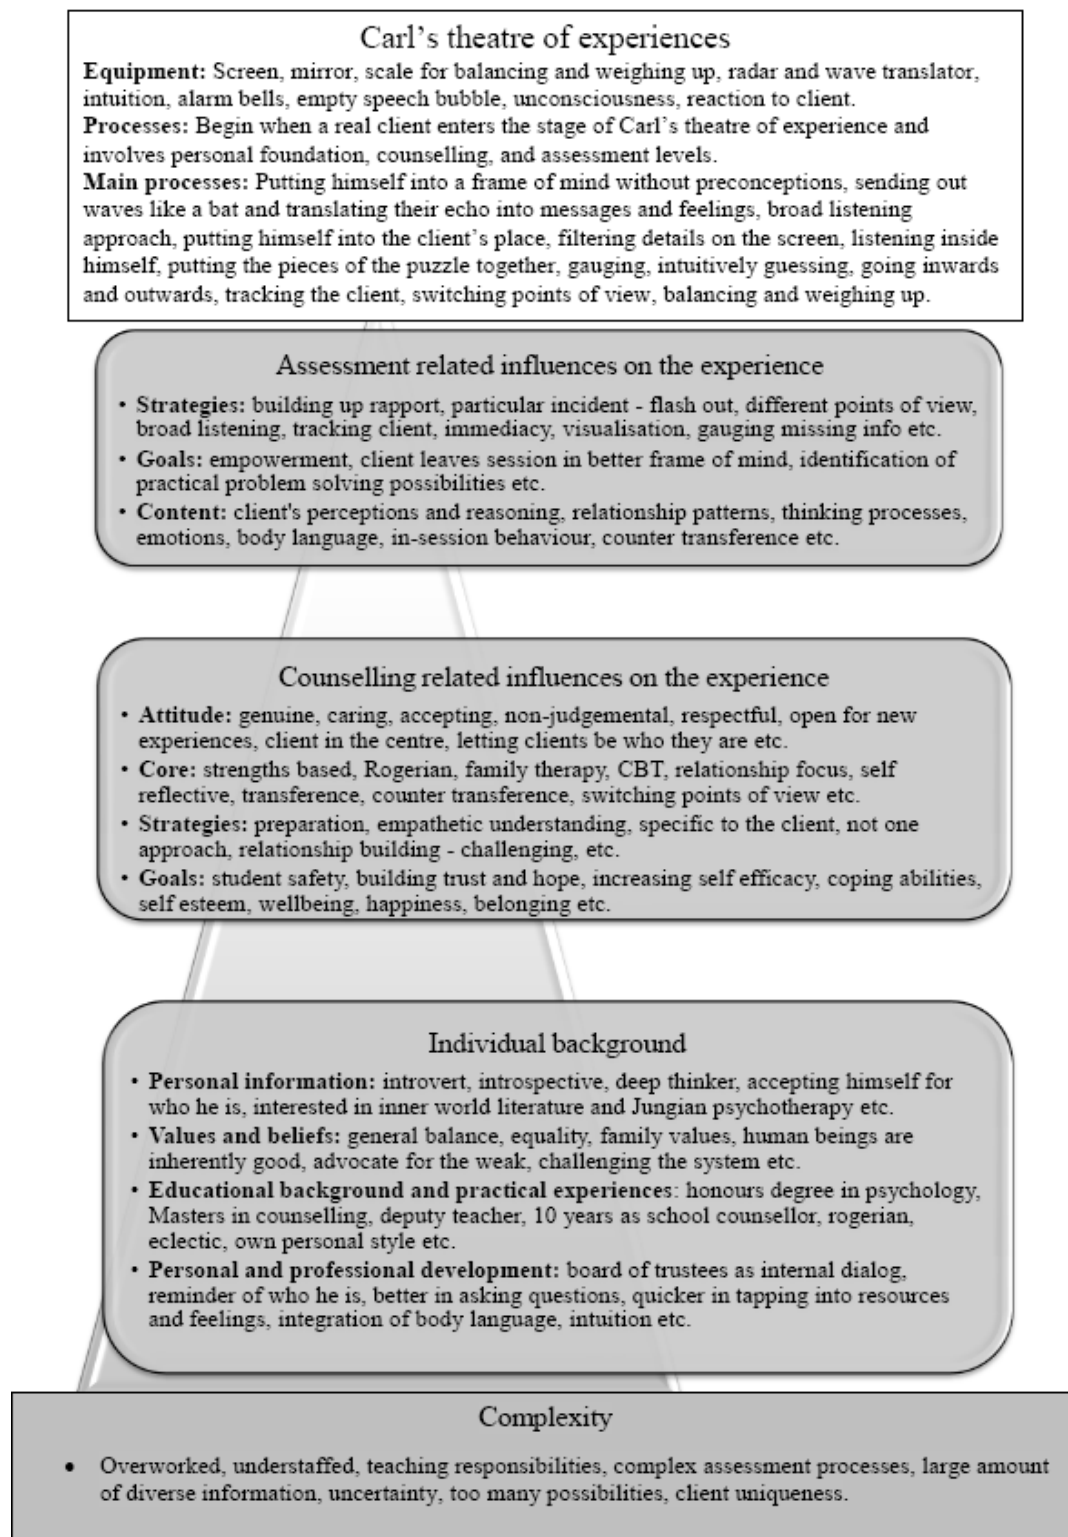 Carl's theatre of experiences
Equipment: Screen, mirror, scale for balancing and weighing up, radar and wave translator,
intuition, alarm bells, empty speech bubble, unconsciousness, reaction to client.
Processes: Begin when a real client enters the stage of Carl's theatre of experience and
involves personal foundation, counselling, and assessment levels.
Main processes: Putting himself into a frame of mind without preconceptions, sending out
waves like a bat and translating their echo into messages and feelings, broad listening
approach, putting himself into the client's place, filtering details on the screen, listening inside
himself, putting the pieces of the puzzle together, gauging, intuitively guessing, going inwards
and outwards, tracking the client, switching points of view, balancing and weighing up.
Assessment related influences on the experience
• Strategies: building up rapport, particular incident - flash out, different points of view,
broad listening, tracking client, immediacy, visualisation, gauging missing info etc.
• Goals: empowerment, client leaves session in better frame of mind, identification of
practical problem solving possibilities etc.
• Content: client's perceptions and reasoning, relationship patterns, thinking processes,
emotions, body language, in-session behaviour, counter transference etc.
Counselling related influences on the experience
• Attitude: genuine, caring, accepting, non-judgemental, respectful, open for new
experiences, client in the centre, letting clients be who they are etc.
• Core: strengths based, Rogerian, family therapy, CBT, relationship focus, self
reflective, transference, counter transference, switching points of view etc.
• Strategies: preparation, empathetic understanding, specific to the client, not one
approach, relationship building - challenging, etc.
• Goals: student safety, building trust and hope, increasing self efficacy, coping abilities,
self esteem, wellbeing, happiness, belonging etc.
Individual background
• Personal information: introvert, introspective, deep thinker, accepting himself for
who he is, interested in inner world literature and Jungian psychotherapy etc.
• Values and beliefs: general balance, equality, family values, human beings are
inherently good, advocate for the weak, challenging the system etc.
• Educational background and practical experiences: honours degree in psychology,
Masters in counselling, deputy teacher, 10 years as school counsellor, rogerian,
eclectic, own personal style etc.
• Personal and professional development: board of trustees as internal dialog,
reminder of who he is, better in asking questions, quicker in tapping into resources
and feelings, integration of body language, intuition etc.
Complexity
• Overworked, understaffed, teaching responsibilities, complex assessment processes, large amount
of diverse information, uncertainty, too many possibilities, client uniqueness.